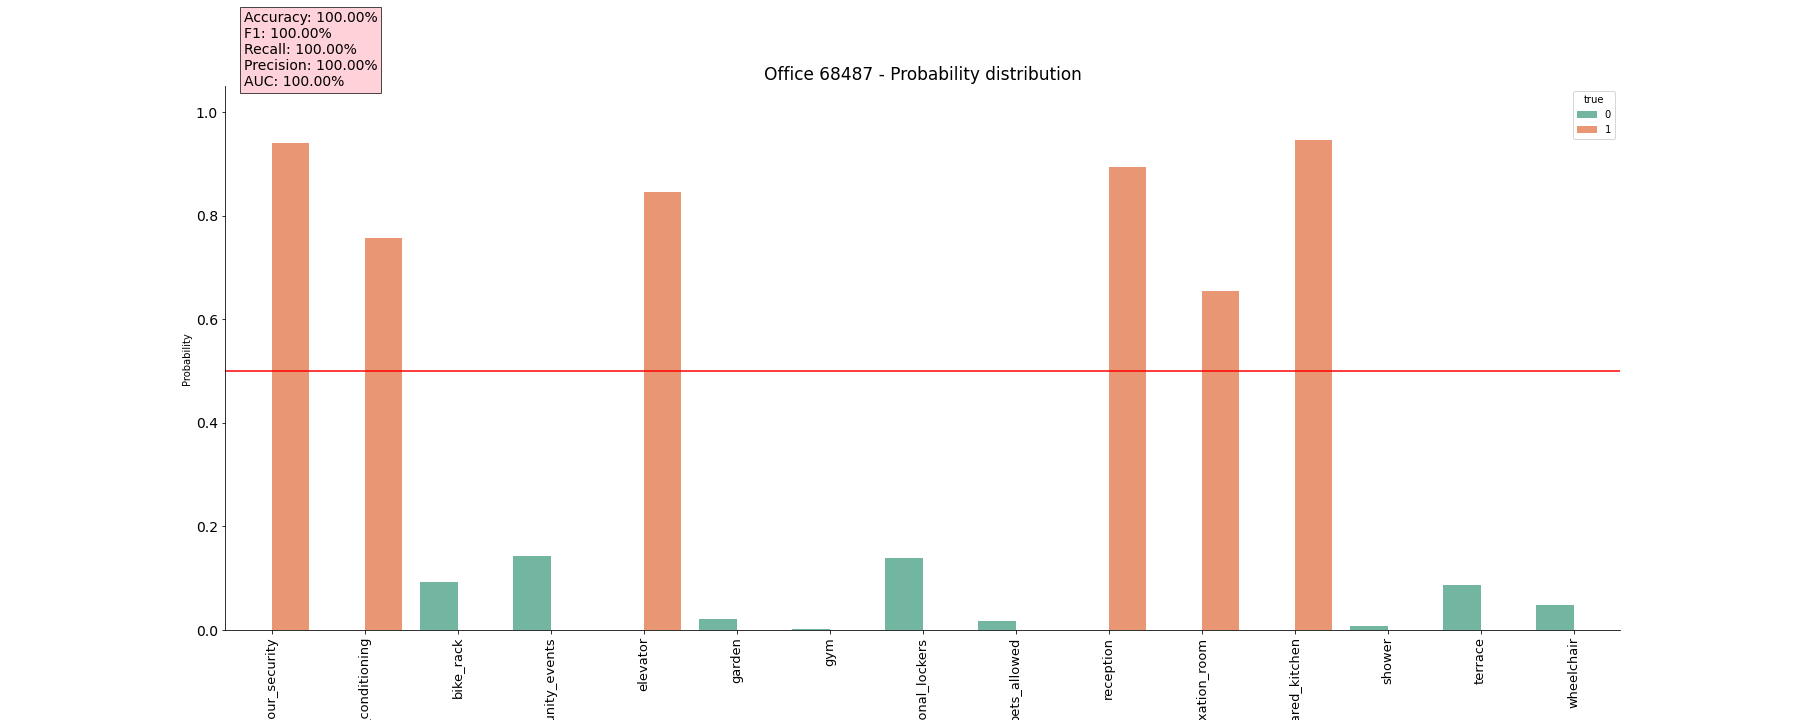 Accuracy: 100.00%
F1: 100.00%
Recall: 100.00%
Precision: 100.00%
AUC: 100.00%
Office 68487 - Probability distribution
true
0
1
1.0
0.8
0.6
0.4
0.2
0.0
Probability
our_security
_conditioning
bike_rack
unity_events
elevator
garden
gym
onal_lockers
pets_allowed
reception
xation_room
ared_kitchen
shower
terrace
wheelchair